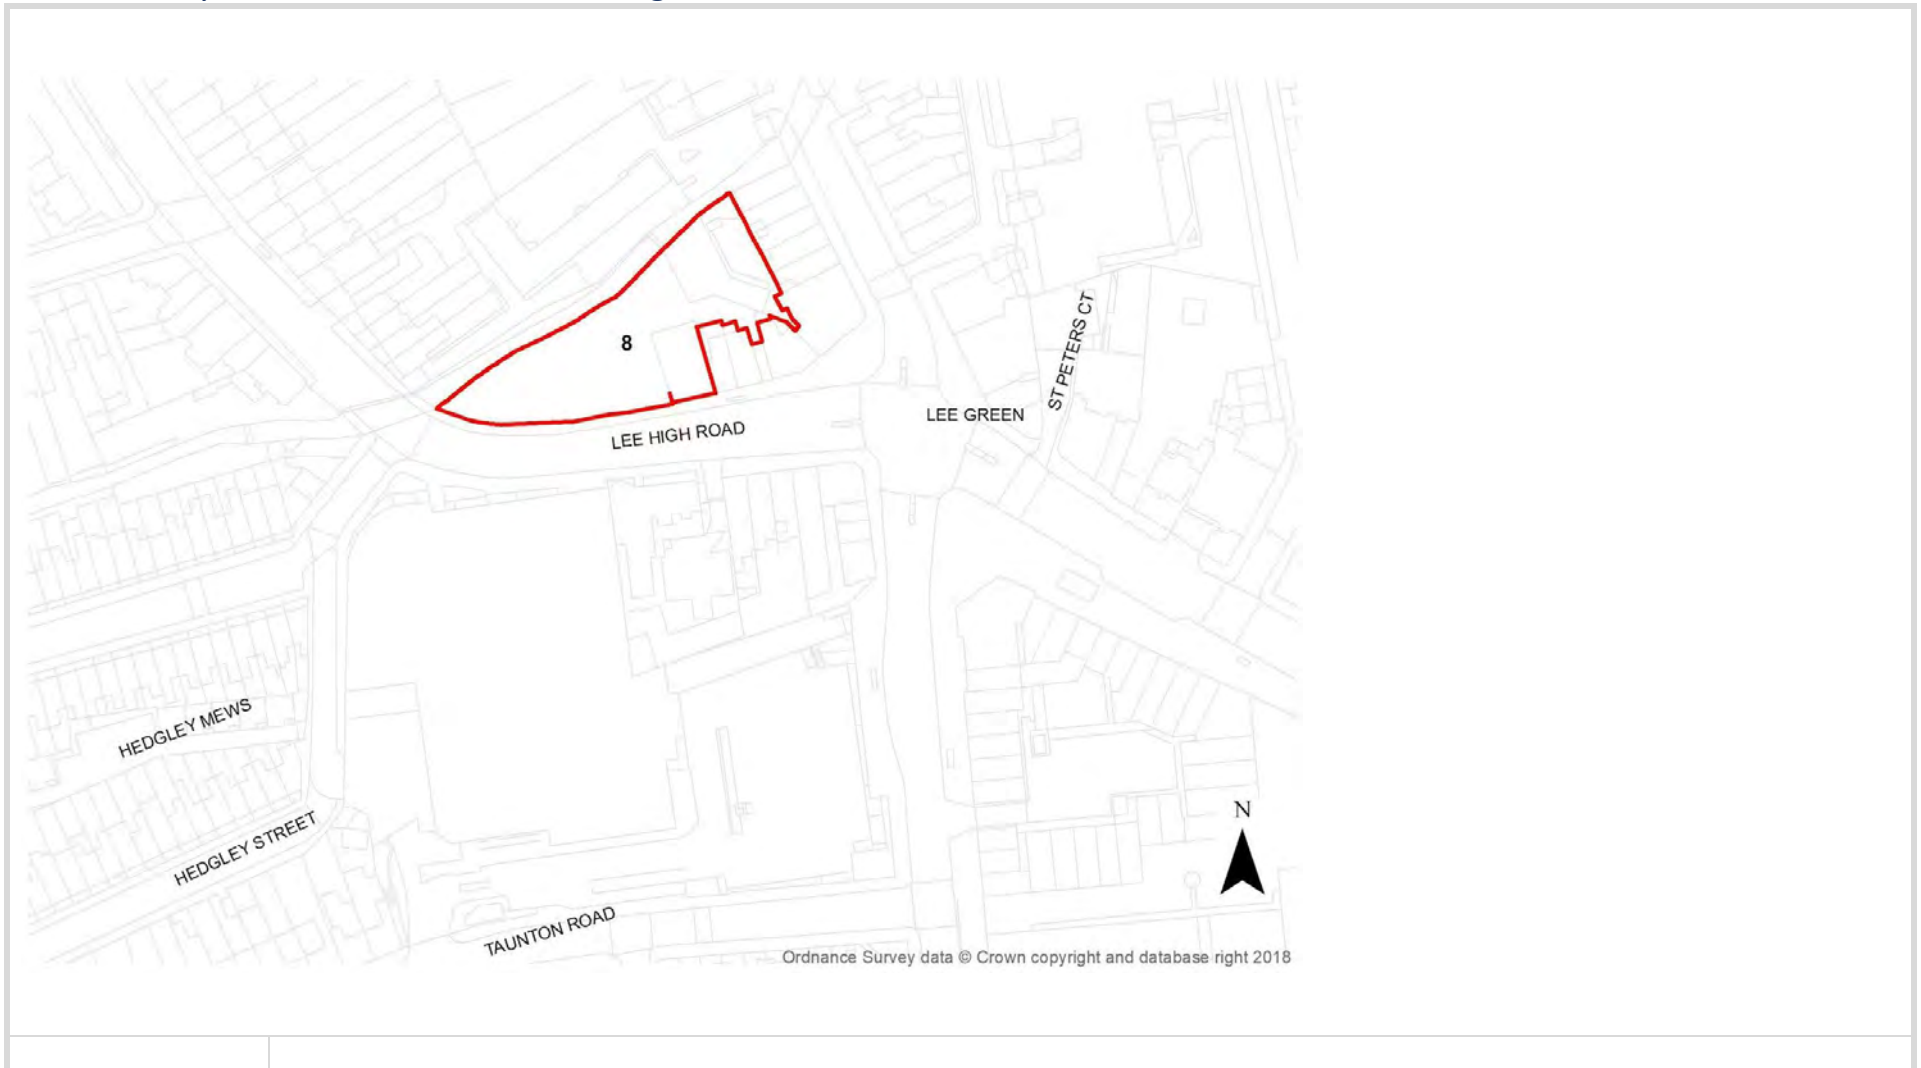 8
ST PETERS CT
LEE GREEN
LEE HIGH ROAD
HEDGLEY MEWS
N
HEDGLEY STREET
TAUNTON ROAD
Ordnance Survey data © Crown copyright and database right 2018